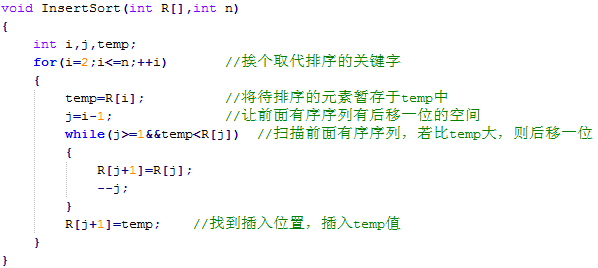 void InsertSort(int R[],int n)
{
    int i,j,temp;
    for(i=2;i<=n;++i)       //挨个取代排序的关键字
    {
        temp=R[i];          //将待排序的元素暂存于temp中
        j=i-1;              //让前面有序序列有后移一位的空间
        while(j>=1&&temp<R[j])  //扫描前面有序序列，若比temp大，则后移一位
        {
            R[j+1]=R[j];
            --j;
        }
        R[j+1]=temp;    //找到插入位置，插入temp值
    }
}